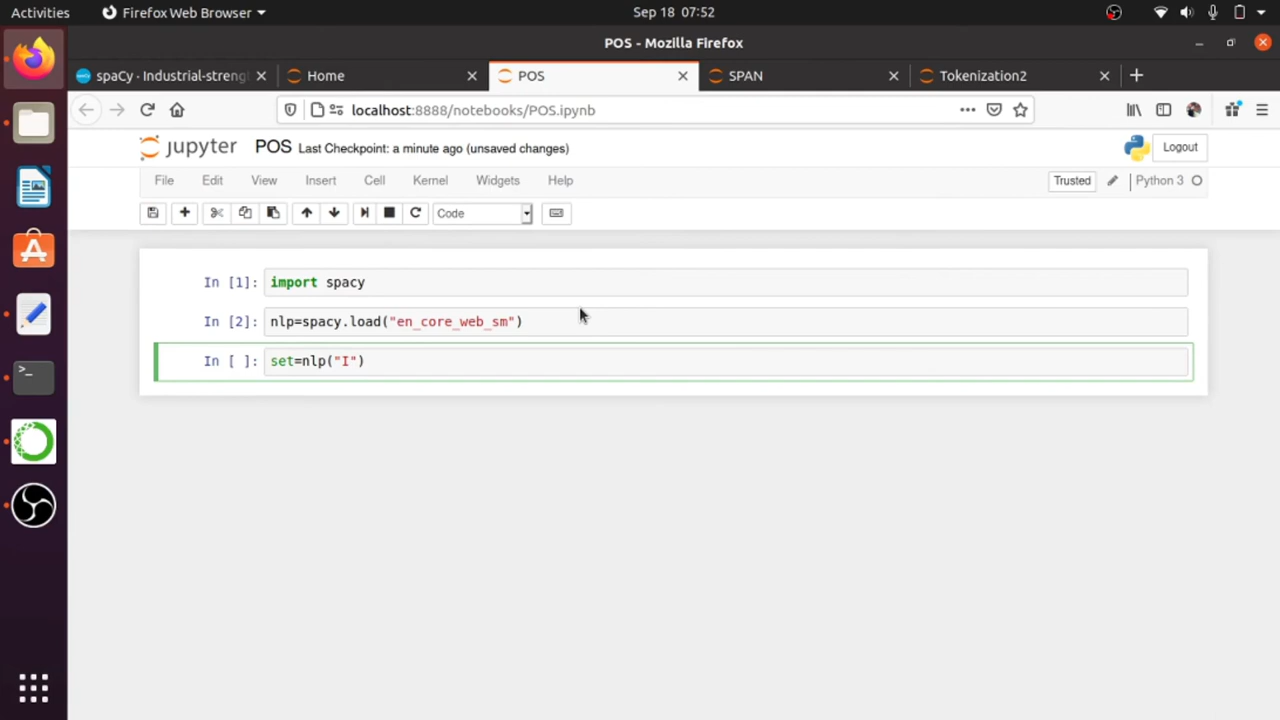 Activities Firefox Web Browser Sep 18 07:52
POS - Mozilla Firefox
spaCy · Industrial-streng Home POS SPAN Tokenization2
localhost:8888/notebooks/POS.ipynb
jupyter POS Last Checkpoint: a minute ago (unsaved changes) Logout
File Edit View Insert Cell Kernel Widgets Help Trusted Python 3
Code
In [1]: import spacy
In [2]: nlp=spacy.load("en_core_web_sm")
In [ ]: set=nlp("I")